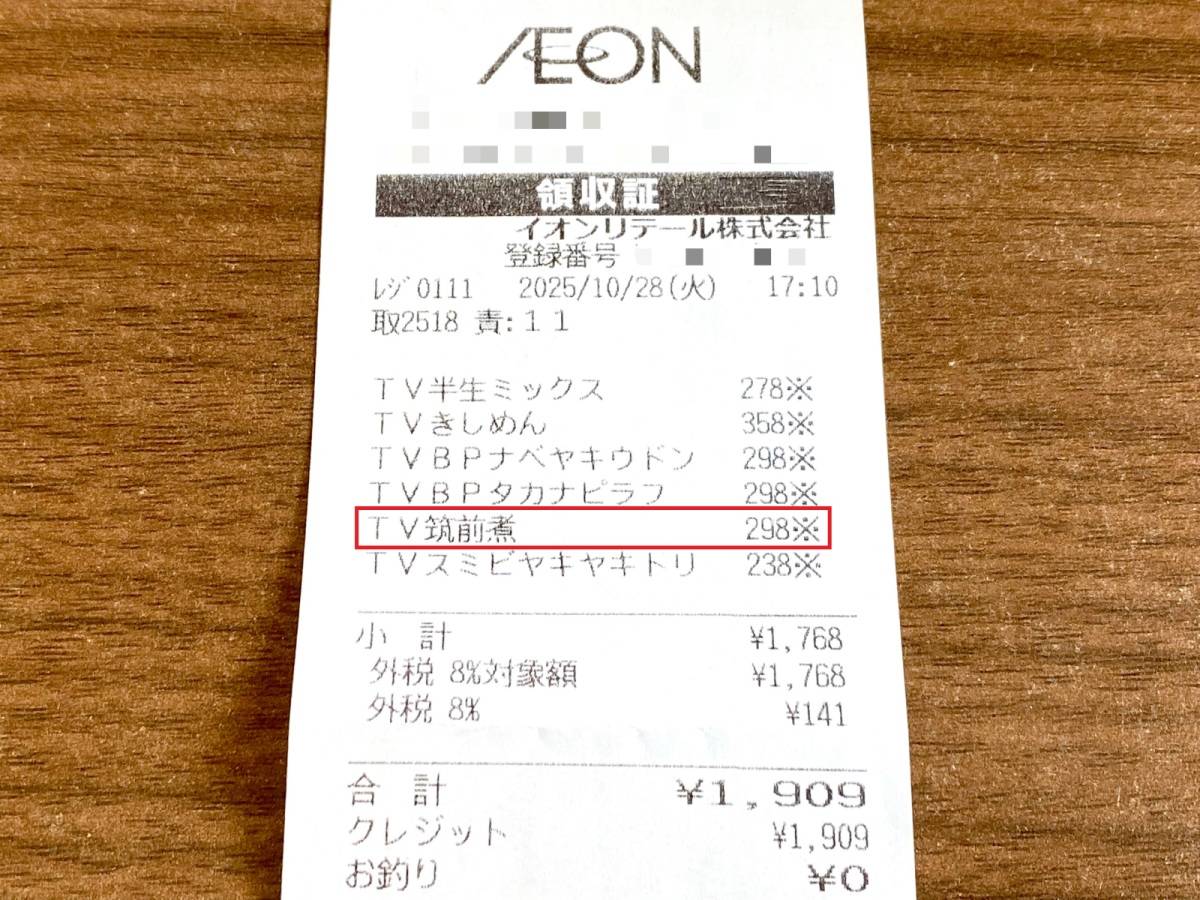 ÆON
領収証
イオンリテール株式会社
登録番号
ﾚｼﾞ0111 2025/10/28(火) 17:10
取2518 責:11
ＴＶ半生ミックス 278※
ＴＶきしめん 358※
ＴＶＢＰナベヤキウドン 298※
ＴＶＢＰタカナピラフ 298※
ＴＶ筑前煮 298※
ＴＶスミビヤキヤキトリ 238※
小 計 ¥1,768
外税 8%対象額 ¥1,768
外税 8% ¥141
合 計 ¥1,909
クレジット ¥1,909
お釣り ¥0